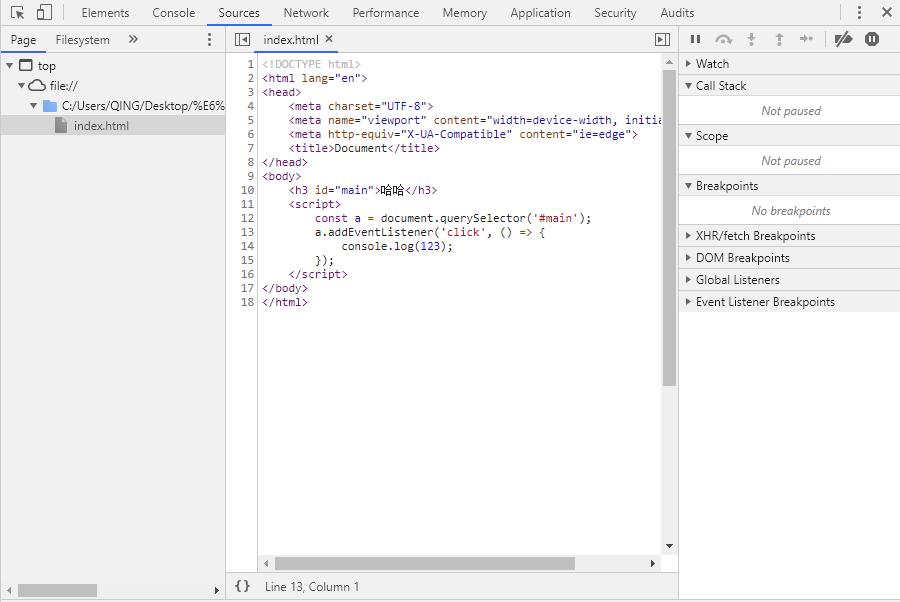 Elements Console Sources Network Performance Memory Application Security Audits
Page Filesystem »
top
file://
C:/Users/QING/Desktop/%E6%
index.html
index.html ×
1 <!DOCTYPE html>
2 <html lang="en">
3 <head>
4     <meta charset="UTF-8">
5     <meta name="viewport" content="width=device-width, initia
6     <meta http-equiv="X-UA-Compatible" content="ie=edge">
7     <title>Document</title>
8 </head>
9 <body>
10     <h3 id="main">哈哈</h3>
11     <script>
12         const a = document.querySelector('#main');
13         a.addEventListener('click', () => {
14             console.log(123);
15         });
16     </script>
17 </body>
18 </html>
{} Line 13, Column 1
Watch
Call Stack
Not paused
Scope
Not paused
Breakpoints
No breakpoints
XHR/fetch Breakpoints
DOM Breakpoints
Global Listeners
Event Listener Breakpoints